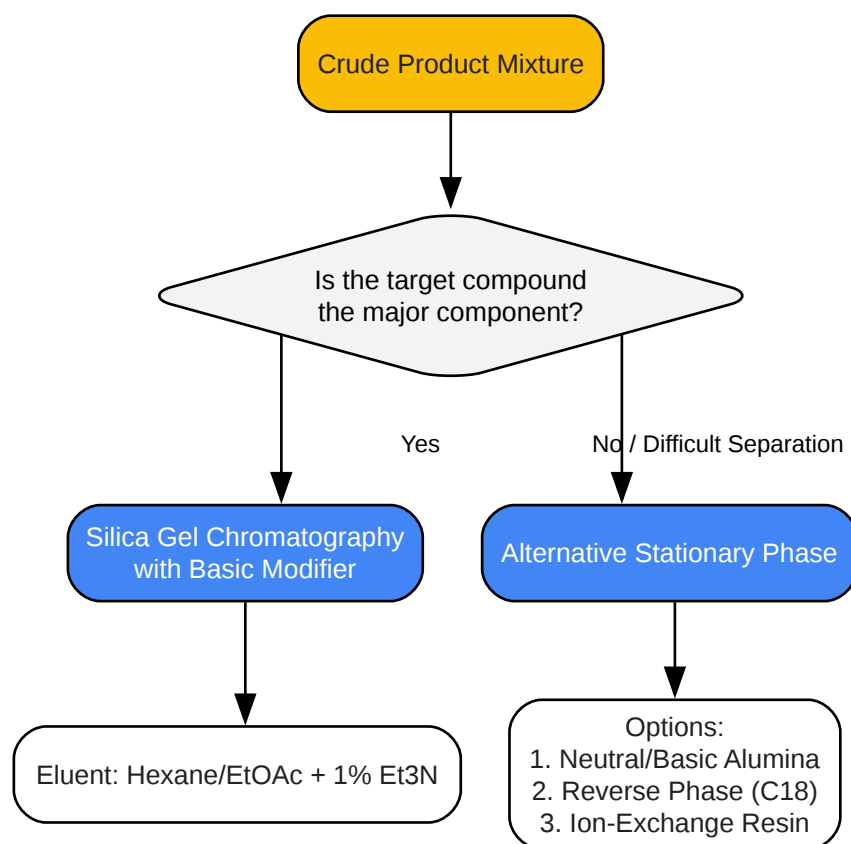 Crude Product Mixture
Is the target compound
the major component?
Yes
No / Difficult Separation
Silica Gel Chromatography
with Basic Modifier
Alternative Stationary Phase
Eluent: Hexane/EtOAc + 1% Et3N
Options:
1. Neutral/Basic Alumina
2. Reverse Phase (C18)
3. Ion-Exchange Resin